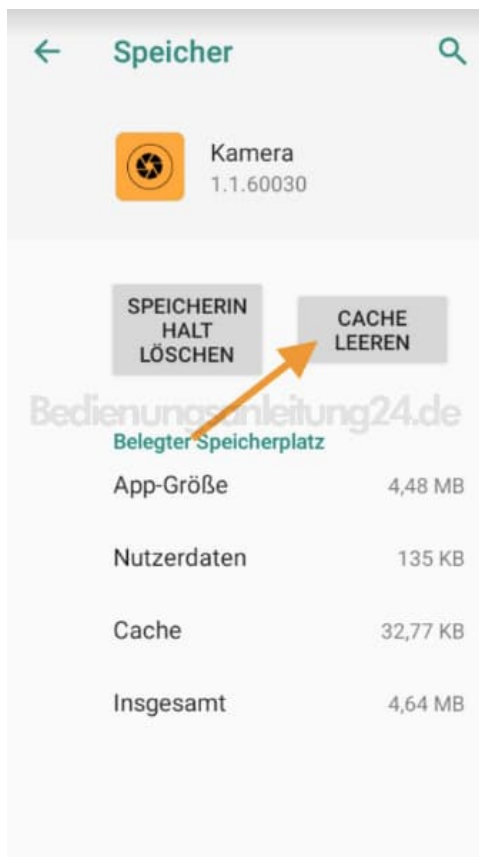 Speicher
Kamera
1.1.60030
SPEICHERIN
HALT
LÖSCHEN
CACHE
LEEREN
Bedienungsanleitung24.de
Belegter Speicherplatz
App-Größe 4,48 MB
Nutzerdaten 135 KB
Cache 32,77 KB
Insgesamt 4,64 MB